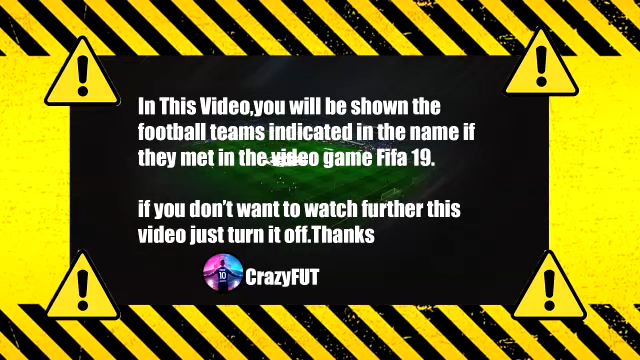 In This Video,you will be shown the
football teams indicated in the name if
they met in the video game Fifa 19.
if you don't want to watch further this
video just turn it off.Thanks
10
CrazyFUT